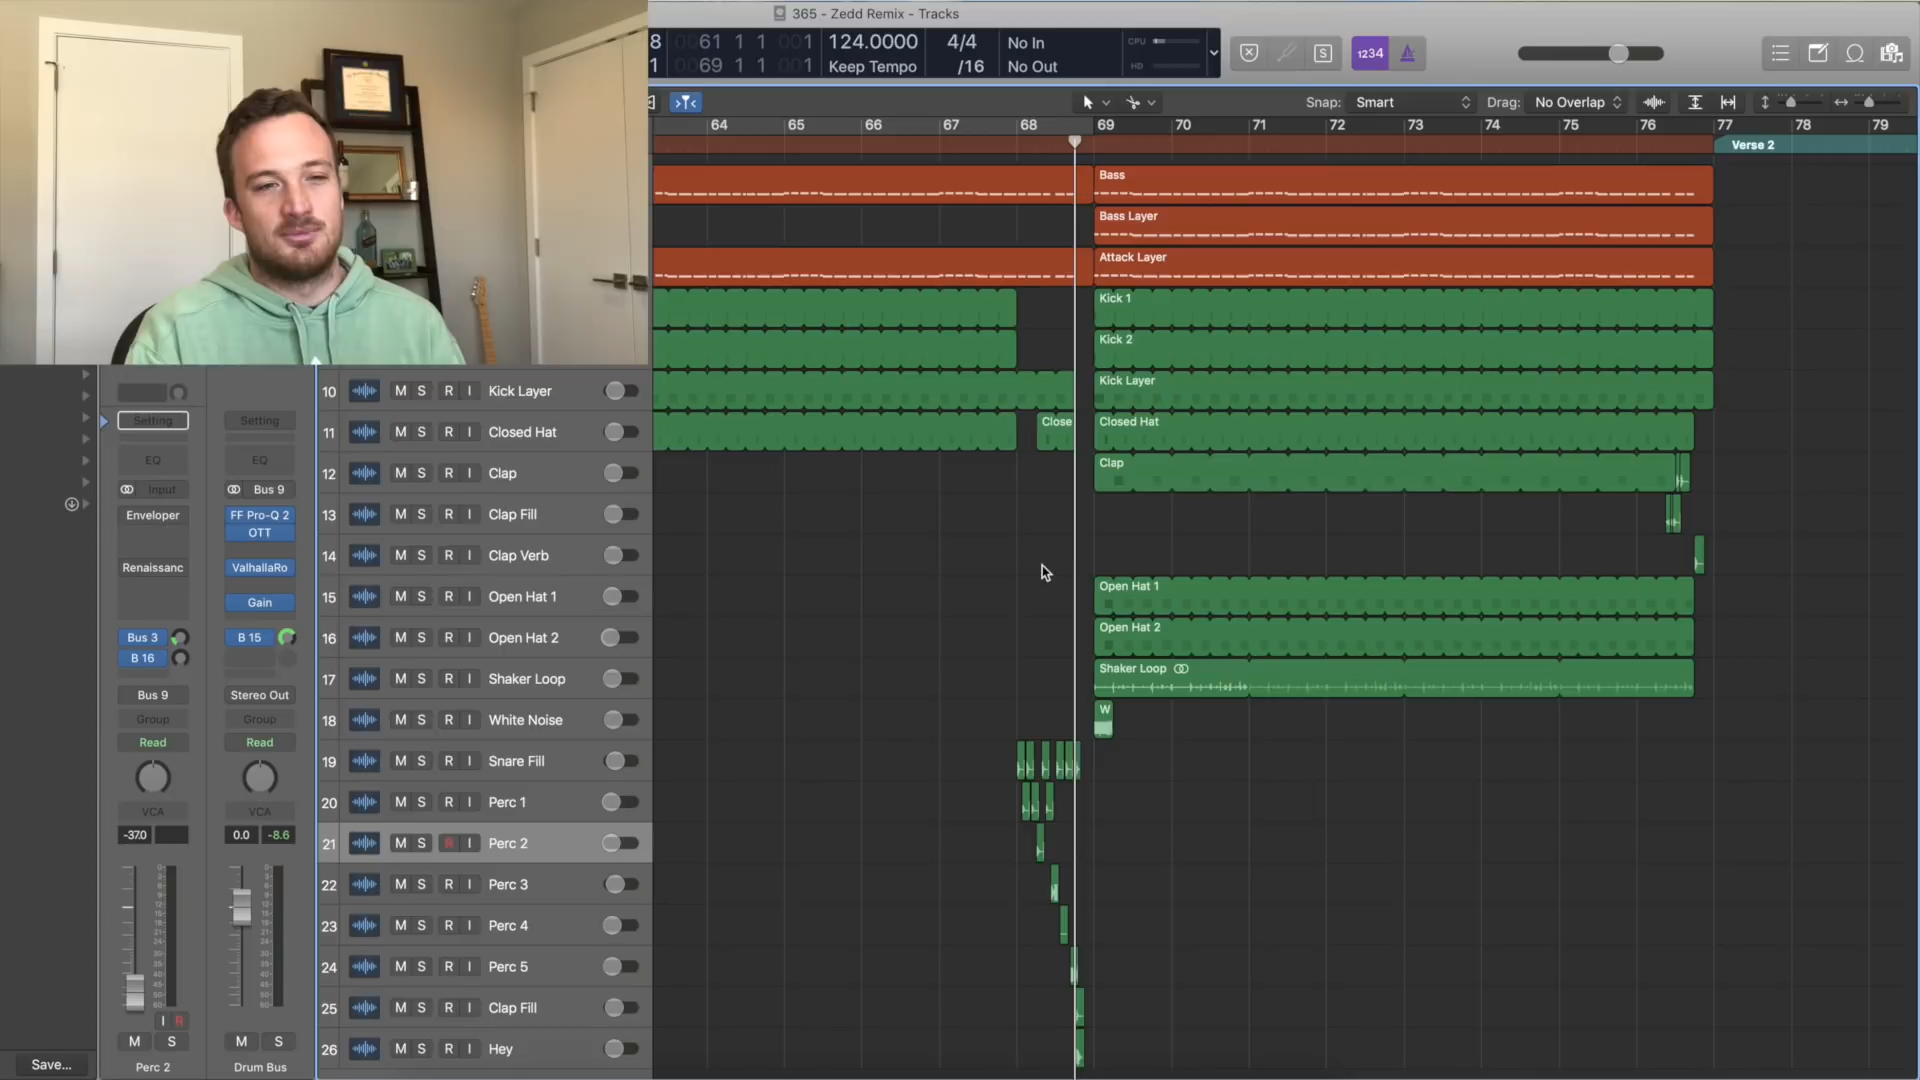 365 - Zedd Remix - Tracks
8 0061 1 1 001 124.0000 4/4 No In CPU
1 0069 1 1 001 Keep Tempo /16 No Out HD
S 1234
Snap: Smart Drag: No Overlap
64 65 66 67 68 69 70 71 72 73 74 75 76 77 78 79
Verse 2
Bass
Bass Layer
Attack Layer
Kick 1
Kick 2
Kick Layer
Close Closed Hat
Clap
Open Hat 1
Open Hat 2
Shaker Loop
W
10 M S R I Kick Layer
11 M S R I Closed Hat
12 M S R I Clap
13 M S R I Clap Fill
14 M S R I Clap Verb
15 M S R I Open Hat 1
16 M S R I Open Hat 2
17 M S R I Shaker Loop
18 M S R I White Noise
19 M S R I Snare Fill
20 M S R I Perc 1
21 M S R I Perc 2
22 M S R I Perc 3
23 M S R I Perc 4
24 M S R I Perc 5
25 M S R I Clap Fill
26 M S R I Hey
Setting Setting
EQ EQ
Input Bus 9
Enveloper FF Pro-Q 2
OTT
Renaissanc ValhallaRo
Gain
Bus 3 B 15
B 16
Bus 9 Stereo Out
Group Group
Read Read
VCA VCA
-37.0 0.0 -8.6
I R
M S M S
Save... Perc 2 Drum Bus